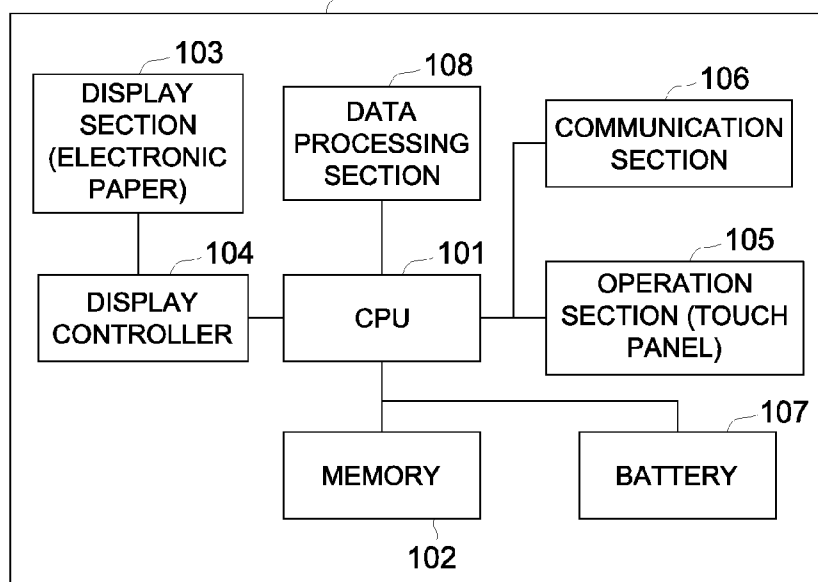 103
DISPLAY
SECTION
(ELECTRONIC
PAPER)
108
DATA
PROCESSING
SECTION
106
COMMUNICATION
SECTION
104
DISPLAY
CONTROLLER
101
CPU
105
OPERATION
SECTION (TOUCH
PANEL)
MEMORY
102
107
BATTERY